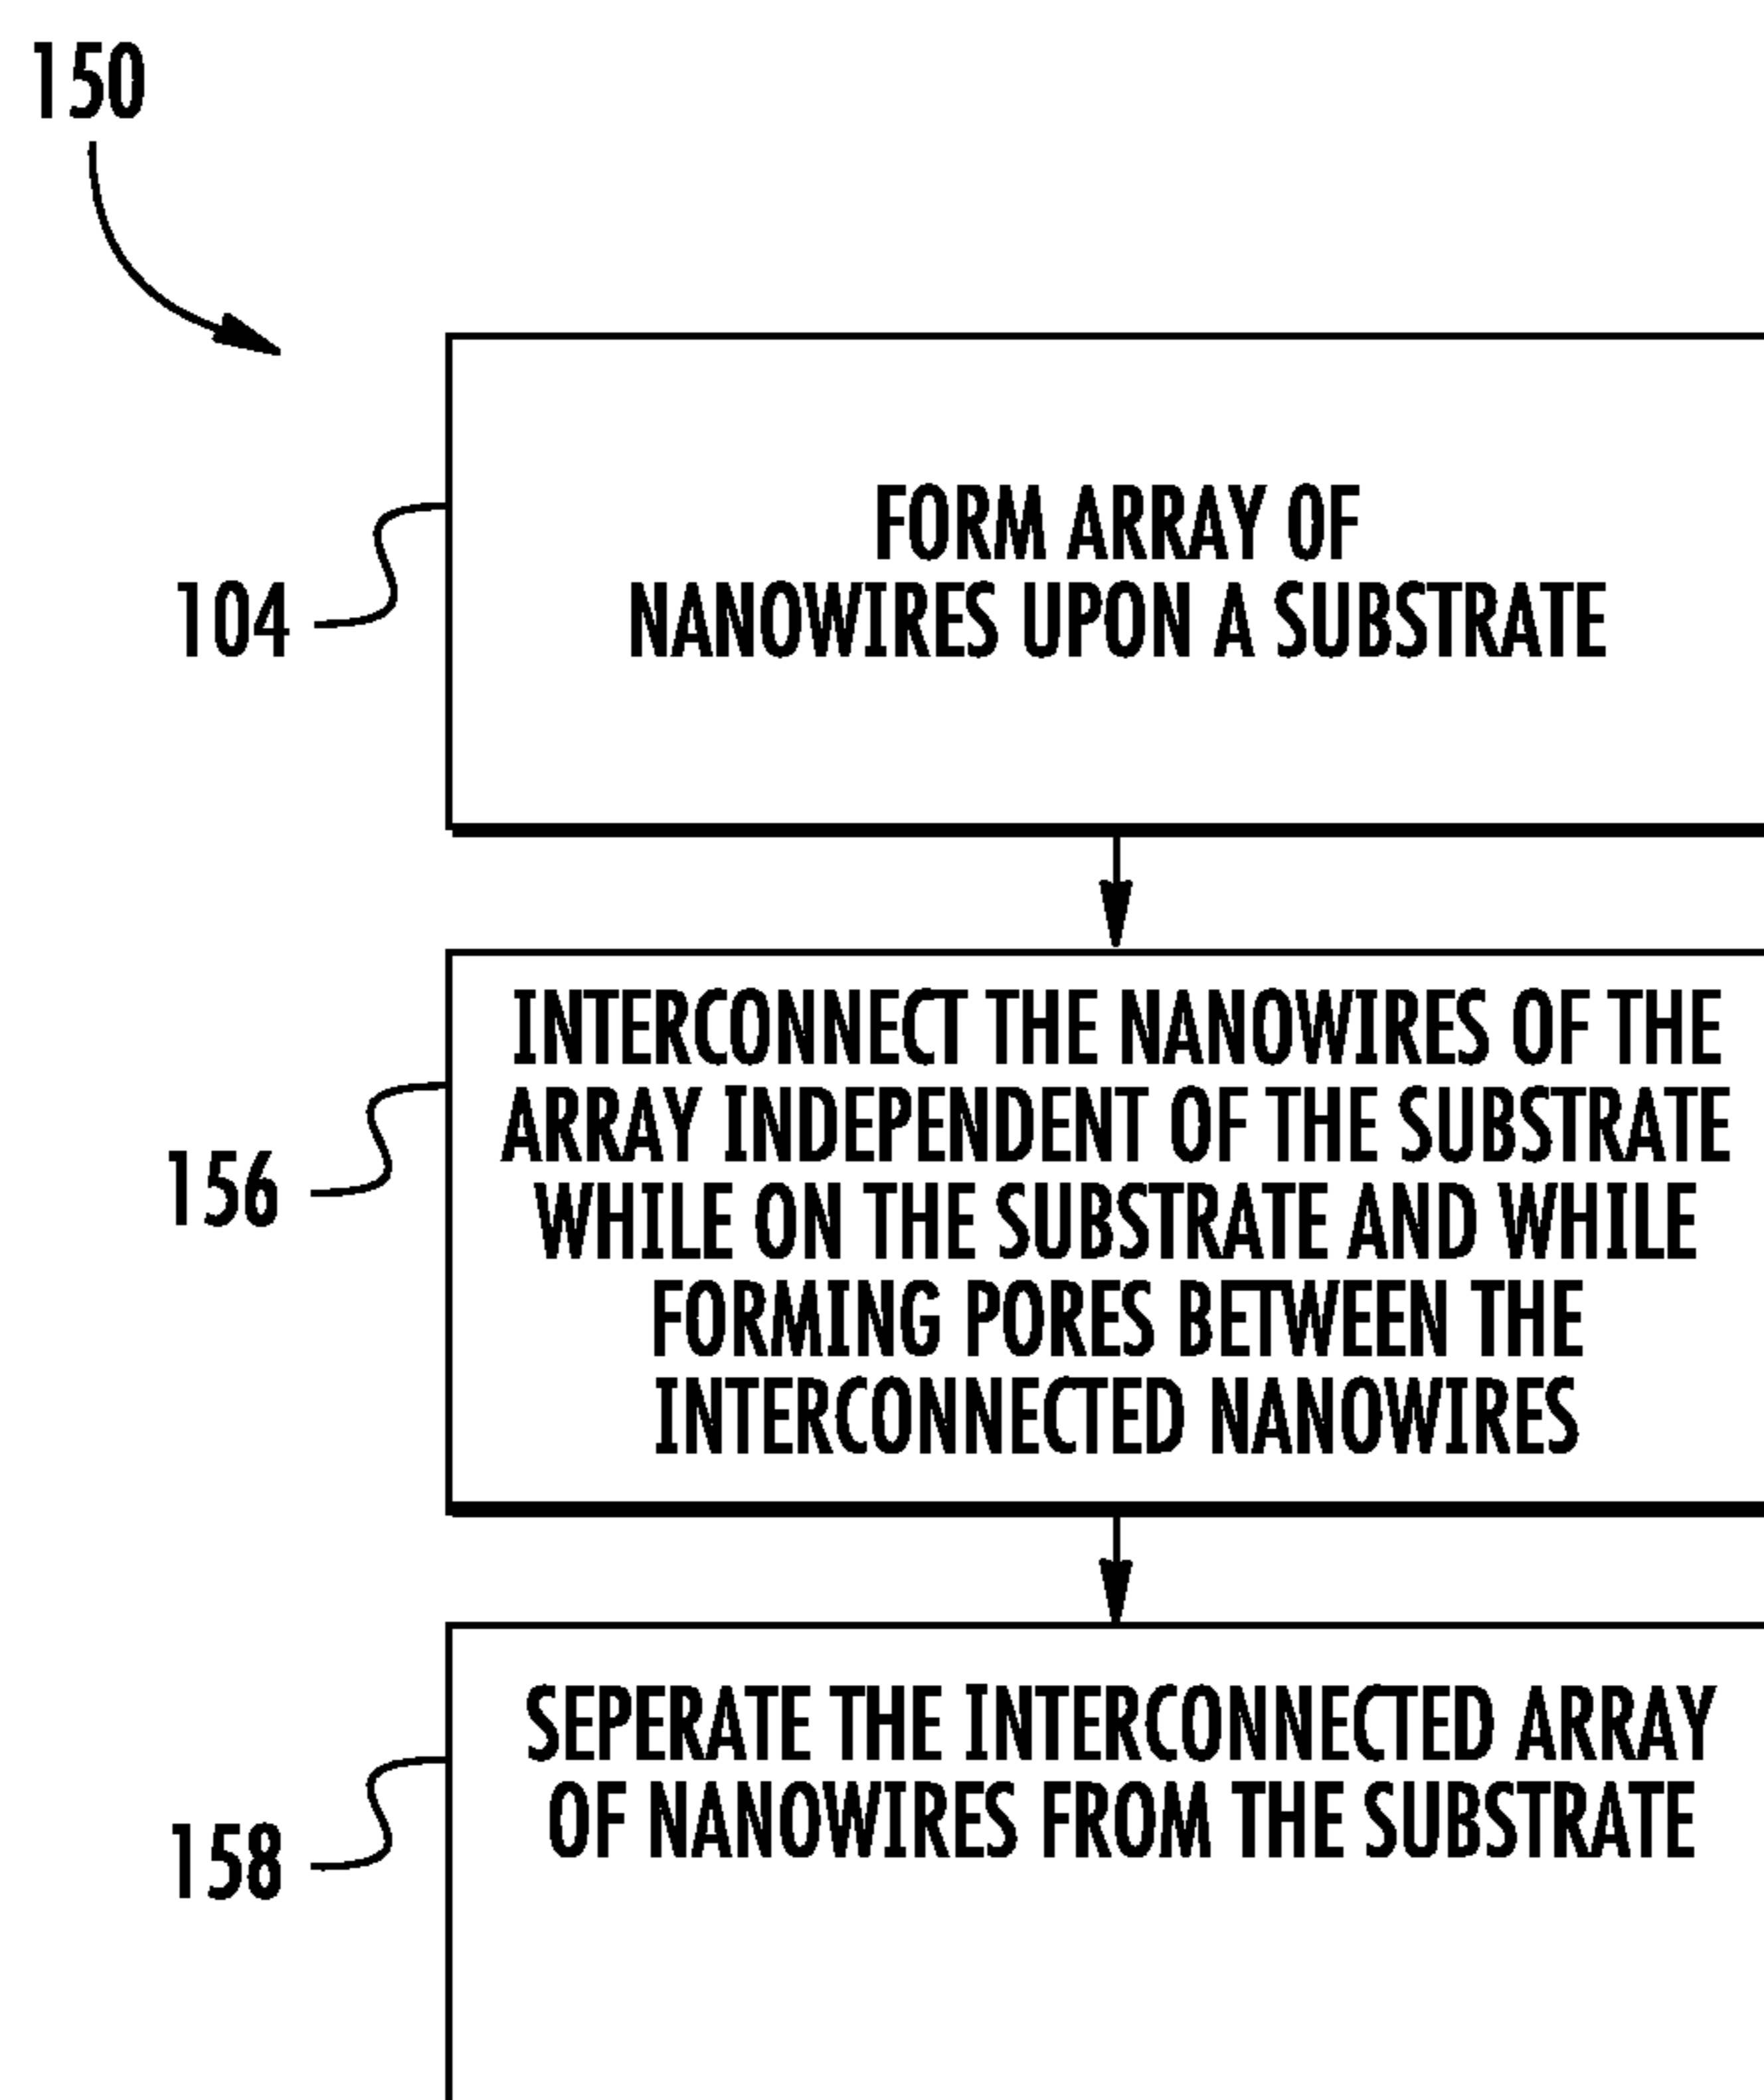 150
FORM ARRAY OF
NANOWIRES UPON A SUBSTRATE
104
INTERCONNECT THE NANOWIRES OF THE
ARRAY INDEPENDENT OF THE SUBSTRATE
WHILE ON THE SUBSTRATE AND WHILE
FORMING PORES BETWEEN THE
INTERCONNECTED NANOWIRES
156
SEPERATE THE INTERCONNECTED ARRAY
OF NANOWIRES FROM THE SUBSTRATE
158